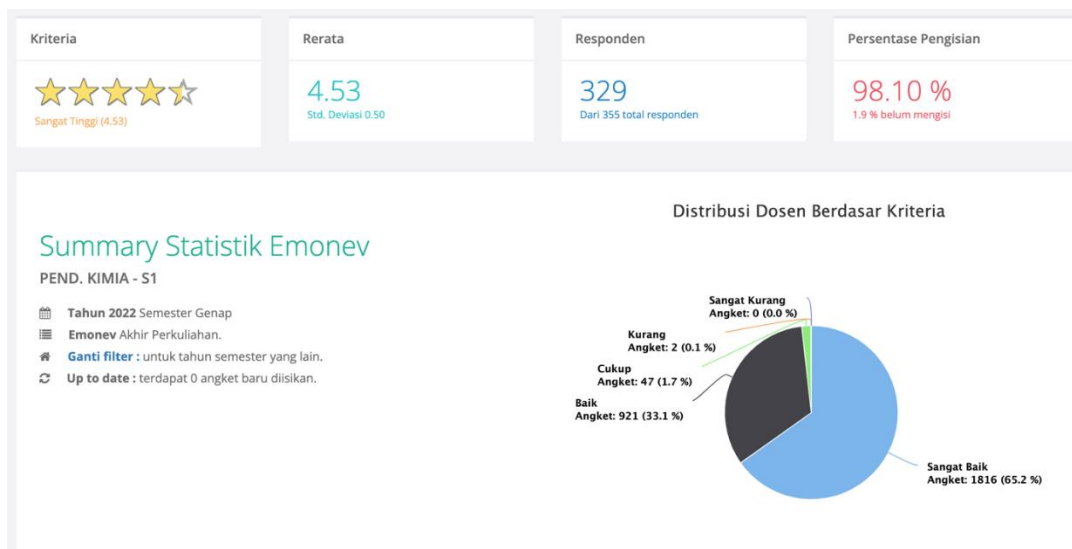 Kriteria
Sangat Tinggi (4.53)
Rerata
4.53
Std. Deviasi 0.50
Responden
329
Dari 355 total responden
Persentase Pengisian
98.10 %
1.9 % belum mengisi
Summary Statistik Emonev
PEND. KIMIA - S1
Tahun 2022 Semester Genap
Emonev Akhir Perkuliahan.
Ganti filter : untuk tahun semester yang lain.
Up to date : terdapat 0 angket baru diisikan.
Distribusi Dosen Berdasar Kriteria
Sangat Kurang
Angket: 0 (0.0 %)
Kurang
Angket: 2 (0.1 %)
Cukup
Angket: 47 (1.7 %)
Baik
Angket: 921 (33.1 %)
Sangat Baik
Angket: 1816 (65.2 %)